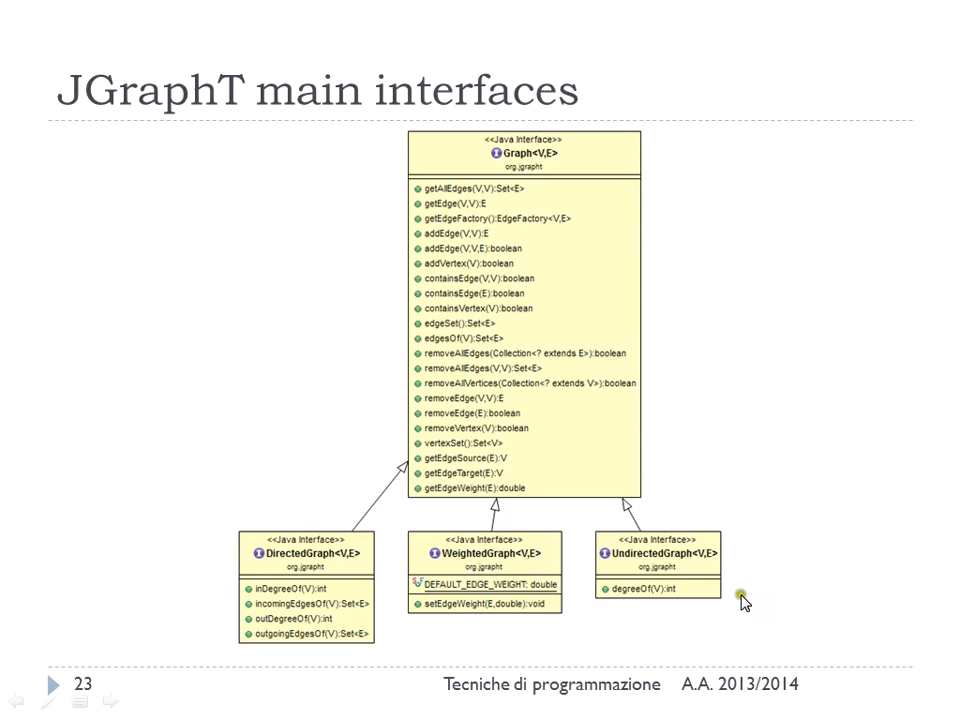 JGraphT main interfaces
<<Java Interface>>
Graph<V,E>
org.jgrapht
getAllEdges(V,V):Set<E>
getEdge(V,V):E
getEdgeFactory():EdgeFactory<V,E>
addEdge(V,V):E
addEdge(V,V,E):boolean
addVertex(V):boolean
containsEdge(V,V):boolean
containsEdge(E):boolean
containsVertex(V):boolean
edgeSet():Set<E>
edgesOf(V):Set<E>
removeAllEdges(Collection<? extends E>):boolean
removeAllEdges(V,V):Set<E>
removeAllVertices(Collection<? extends V>):boolean
removeEdge(V,V):E
removeEdge(E):boolean
removeVertex(V):boolean
vertexSet():Set<V>
getEdgeSource(E):V
getEdgeTarget(E):V
getEdgeWeight(E):double
<<Java Interface>>
DirectedGraph<V,E>
org.jgrapht
inDegreeOf(V):int
incomingEdgesOf(V):Set<E>
outDegreeOf(V):int
outgoingEdgesOf(V):Set<E>
<<Java Interface>>
WeightedGraph<V,E>
org.jgrapht
DEFAULT_EDGE_WEIGHT: double
setEdgeWeight(E,double):void
<<Java Interface>>
UndirectedGraph<V,E>
org.jgrapht
degreeOf(V):int
23 Tecniche di programmazione A.A. 2013/2014